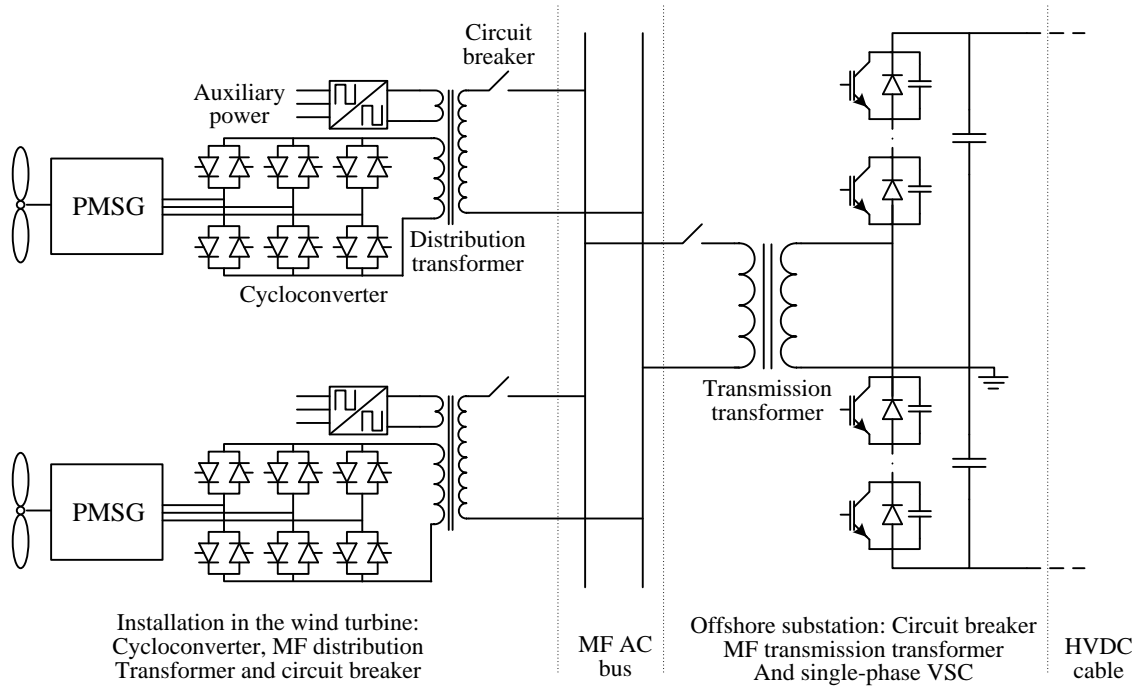 Circuit
breaker
Auxiliary
power
PMSG
Distribution
transformer
Cycloconverter
Transmission
transformer
PMSG
Installation in the wind turbine:
Cycloconverter, MF distribution
Transformer and circuit breaker
MF AC
bus
Offshore substation: Circuit breaker
MF transmission transformer
And single-phase VSC
HVDC
cable